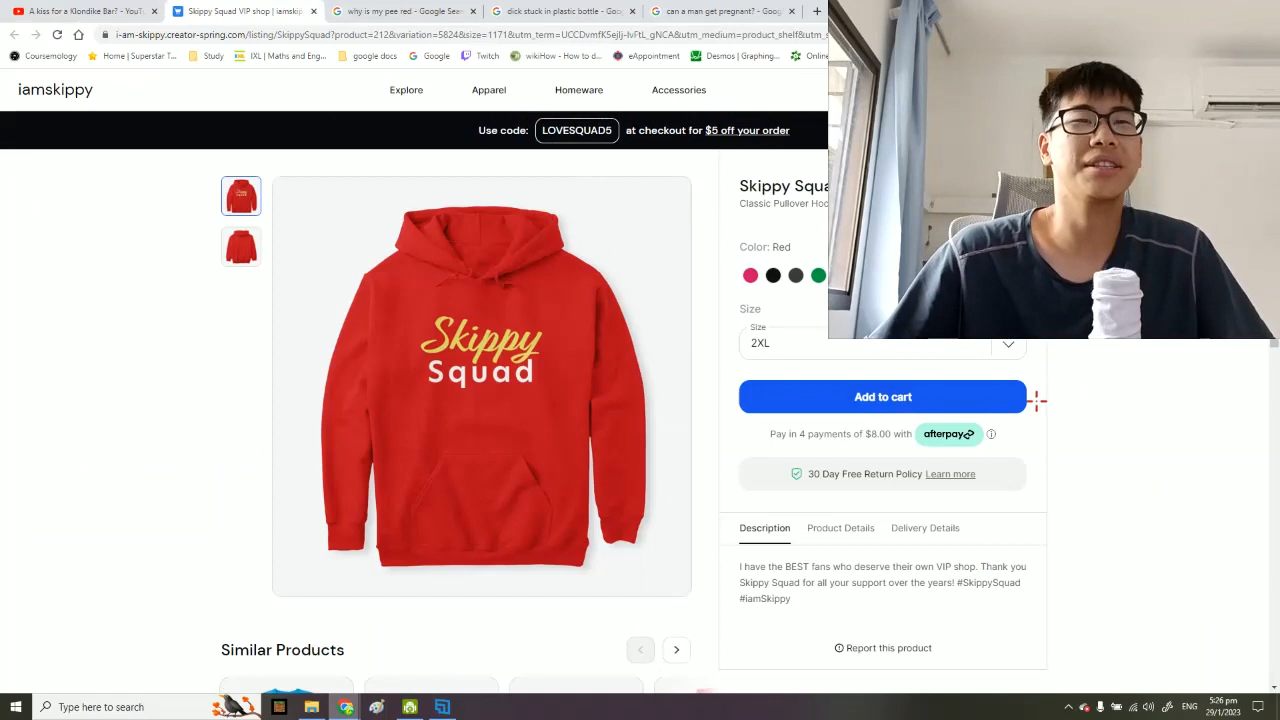 A kiss for a Klondike Bar? - YouTu
Skippy Squad VIP shop | iamskip
why is my pee red - Google Sear
dick stuck in plastic bottle - Goo
can a man get pregnant? - Goog
i-am-skippy.creator-spring.com/listing/SkippySquad?product=212&variation=5824&size=1171&utm_term=UCCDvmfK5ejIj-IvfL_gNCA&utm_medium=product_shelf&utm_s
Coursemology
Home | Superstar T...
Study
IXL | Maths and Eng...
google docs
Google
Twitch
wikiHow - How to d...
eAppointment
Desmos | Graphing...
Online
iamskippy
Explore
Apparel
Homeware
Accessories
Use code: LOVESQUAD5 at checkout for $5 off your order
Skippy Squa
Classic Pullover Hoo
Color: Red
Size
Size
2XL
Skippy
Squad
Add to cart
Pay in 4 payments of $8.00 with afterpay
30 Day Free Return Policy Learn more
Description
Product Details
Delivery Details
I have the BEST fans who deserve their own VIP shop. Thank you
Skippy Squad for all your support over the years! #SkippySquad
#iamSkippy
Report this product
Similar Products
Type here to search
ENG
5:26 pm
29/1/2023